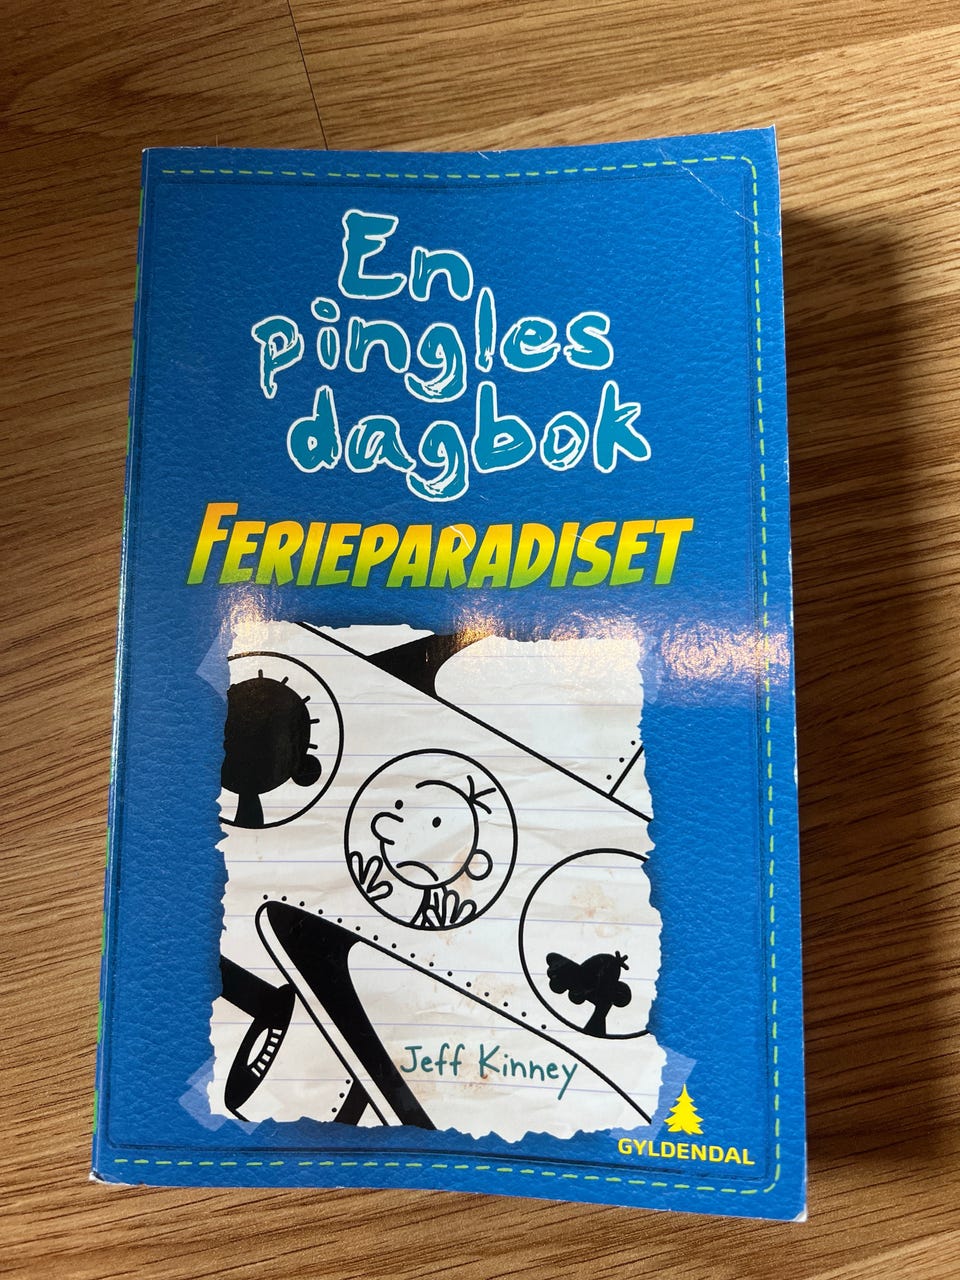 En
pingles
dagbok
FERIEPARADISET
Jeff Kinney
GYLDENDAL